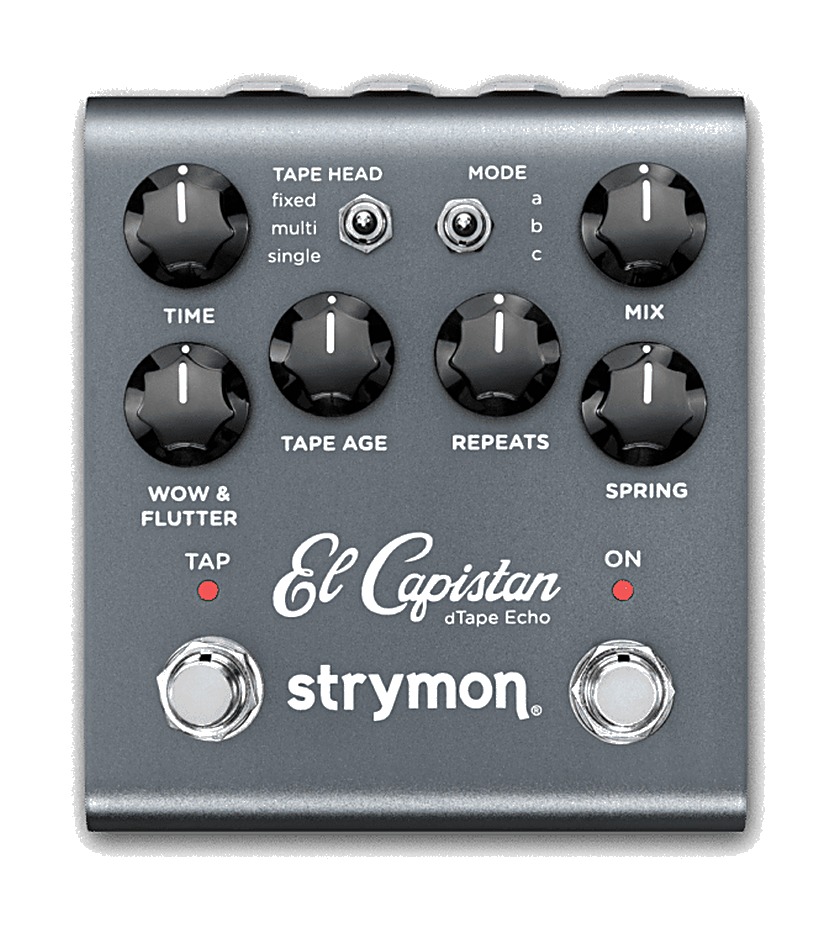 TAPE HEAD
fixed
multi
single
MODE
a
b
c
TIME
MIX
TAPE AGE
REPEATS
WOW &
FLUTTER
SPRING
TAP
El Capistan
dTape Echo
ON
strymon®